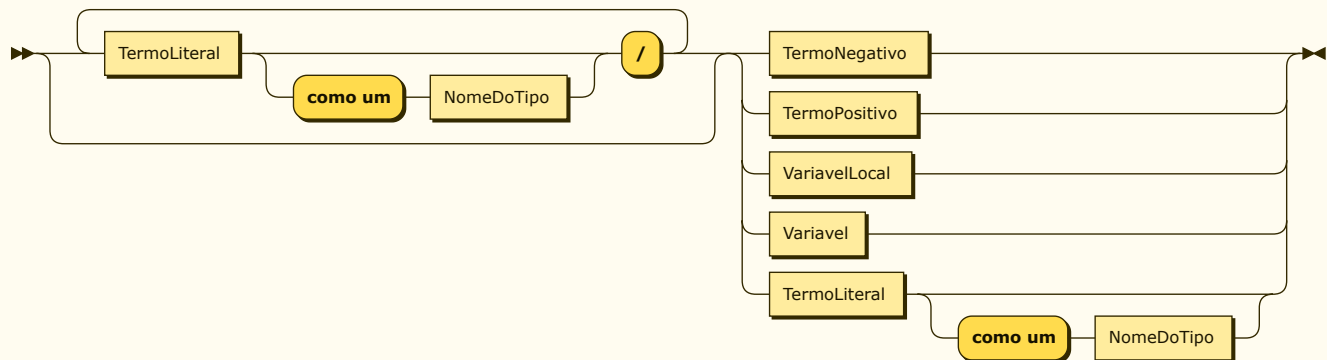 TermoLiteral / TermoNegativo
como um NomeDoTipo
TermoPositivo
VariavelLocal
Variavel
TermoLiteral
como um NomeDoTipo